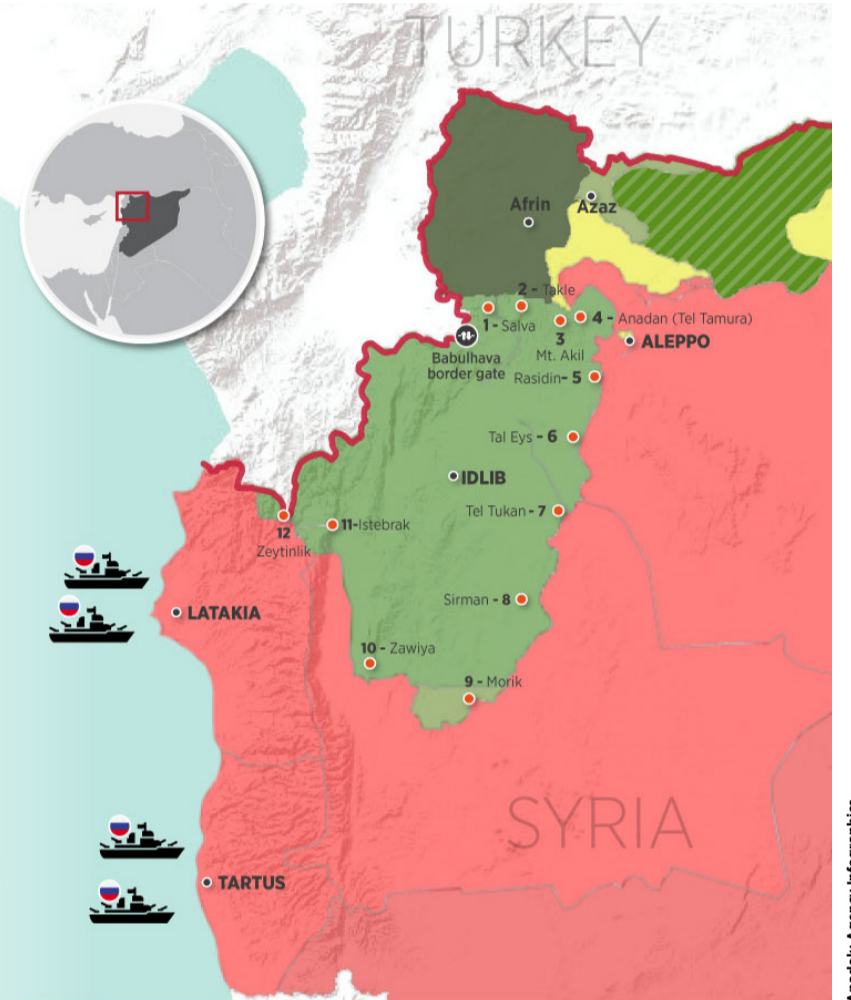 TURKEY
Afrin
Azaz
2 - Takle
1 - Salva
3
Mt. Akil
4 - Anadan (Tel Tamura)
ALEPPO
Babulhava
border gate
Rasidin- 5
Tal Eys - 6
IDLIB
Tel Tukan - 7
11-Istebrak
12
Zeytinlik
Sirman - 8
LATAKIA
10 - Zawiya
9 - Morik
SYRIA
TARTUS